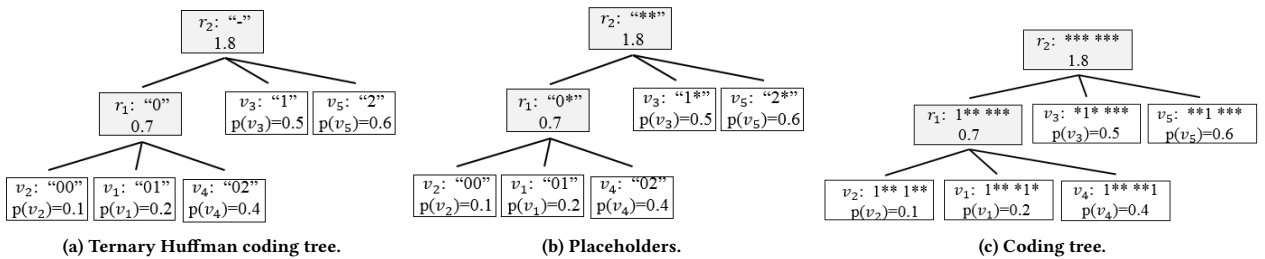 r₂: “-”
1.8
r₁: “0”
0.7
v₃: “1”
p(v₃)=0.5
v₅: “2”
p(v₅)=0.6
v₂: “00”
p(v₂)=0.1
v₁: “01”
p(v₁)=0.2
v₄: “02”
p(v₄)=0.4
(a) Ternary Huffman coding tree.
r₂: “**”
1.8
r₁: “0*”
0.7
v₃: “1*”
p(v₃)=0.5
v₅: “2*”
p(v₅)=0.6
v₂: “00”
p(v₂)=0.1
v₁: “01”
p(v₁)=0.2
v₄: “02”
p(v₄)=0.4
(b) Placeholders.
r₂: *** ***
1.8
r₁: 1** ***
0.7
v₃: *1* ***
p(v₃)=0.5
v₅: **1 ***
p(v₅)=0.6
v₂: 1** 1**
p(v₂)=0.1
v₁: 1** *1*
p(v₁)=0.2
v₄: 1** **1
p(v₄)=0.4
(c) Coding tree.